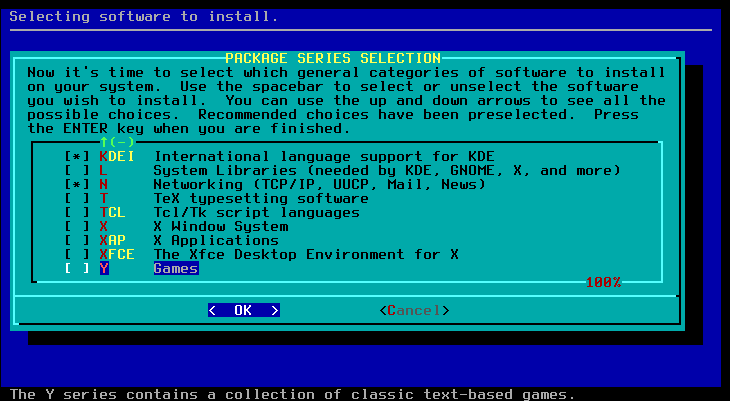 Selecting software to install.
PACKAGE SERIES SELECTION
Now it's time to select which general categories of software to install
on your system.  Use the spacebar to select or unselect the software
you wish to install.  You can use the up and down arrows to see all the
possible choices.  Recommended choices have been preselected.  Press
the ENTER key when you are finished.
↑(-)
[*] KDEI  International language support for KDE
[ ] L     System Libraries (needed by KDE, GNOME, X, and more)
[*] N     Networking (TCP/IP, UUCP, Mail, News)
[ ] T     TeX typesetting software
[ ] TCL   Tcl/Tk script languages
[ ] X     X Window System
[ ] XAP   X Applications
[ ] XFCE  The Xfce Desktop Environment for X
[ ] Y     Games
100%
<  OK  > <Cancel>
The Y series contains a collection of classic text-based games.